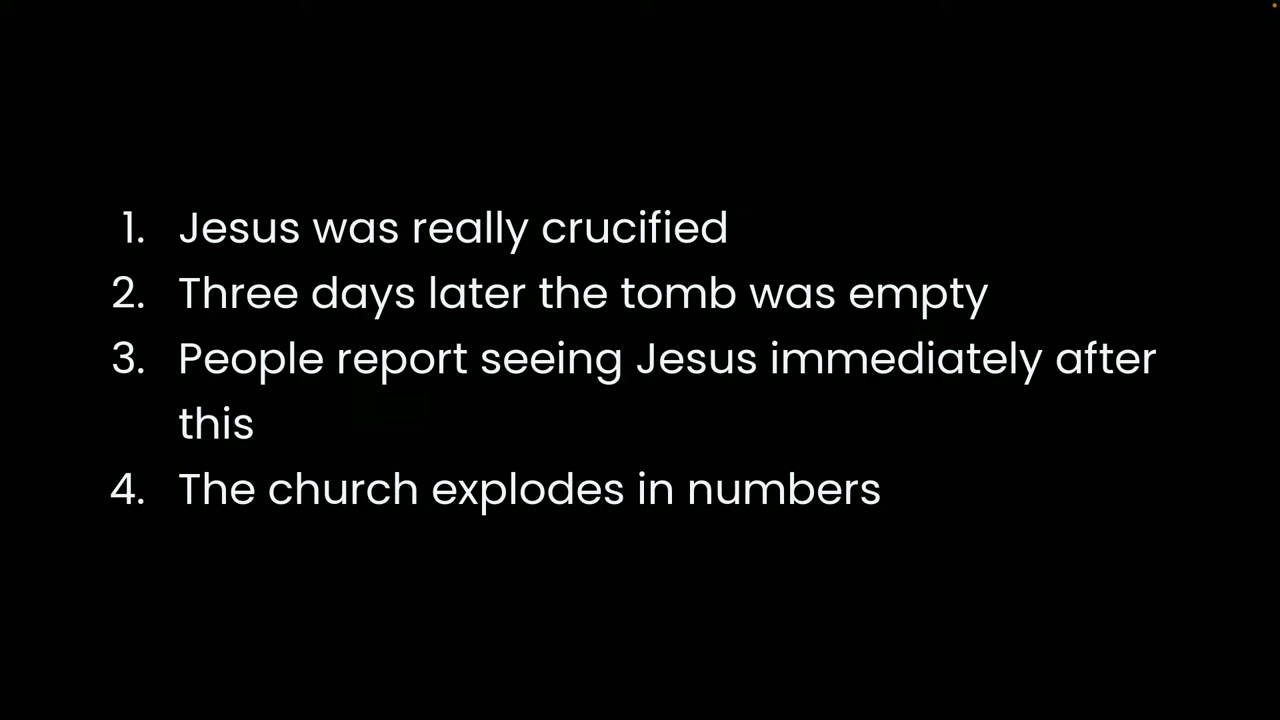 1. Jesus was really crucified
2. Three days later the tomb was empty
3. People report seeing Jesus immediately after
this
4. The church explodes in numbers